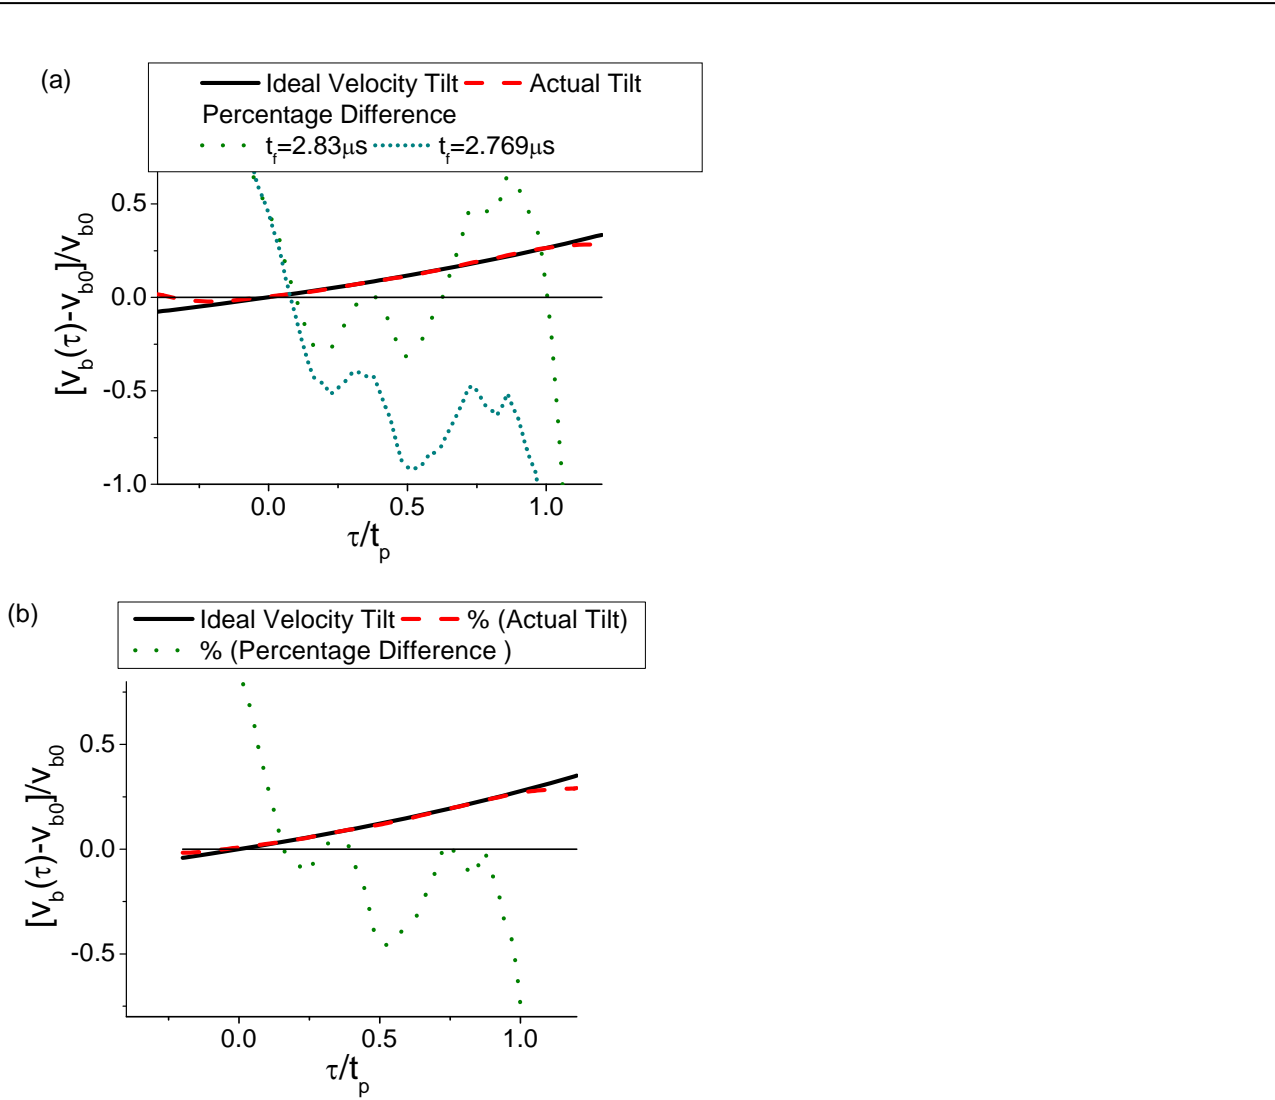 (a)
Ideal Velocity Tilt Actual Tilt
Percentage Difference
t_f=2.83μs t_f=2.769μs
0.5
0.0
-0.5
-1.0
[v_b(τ)-v_b0]/v_b0
0.0 0.5 1.0
τ/t_p
(b)
Ideal Velocity Tilt % (Actual Tilt)
% (Percentage Difference )
0.5
0.0
-0.5
[v_b(τ)-v_b0]/v_b0
0.0 0.5 1.0
τ/t_p